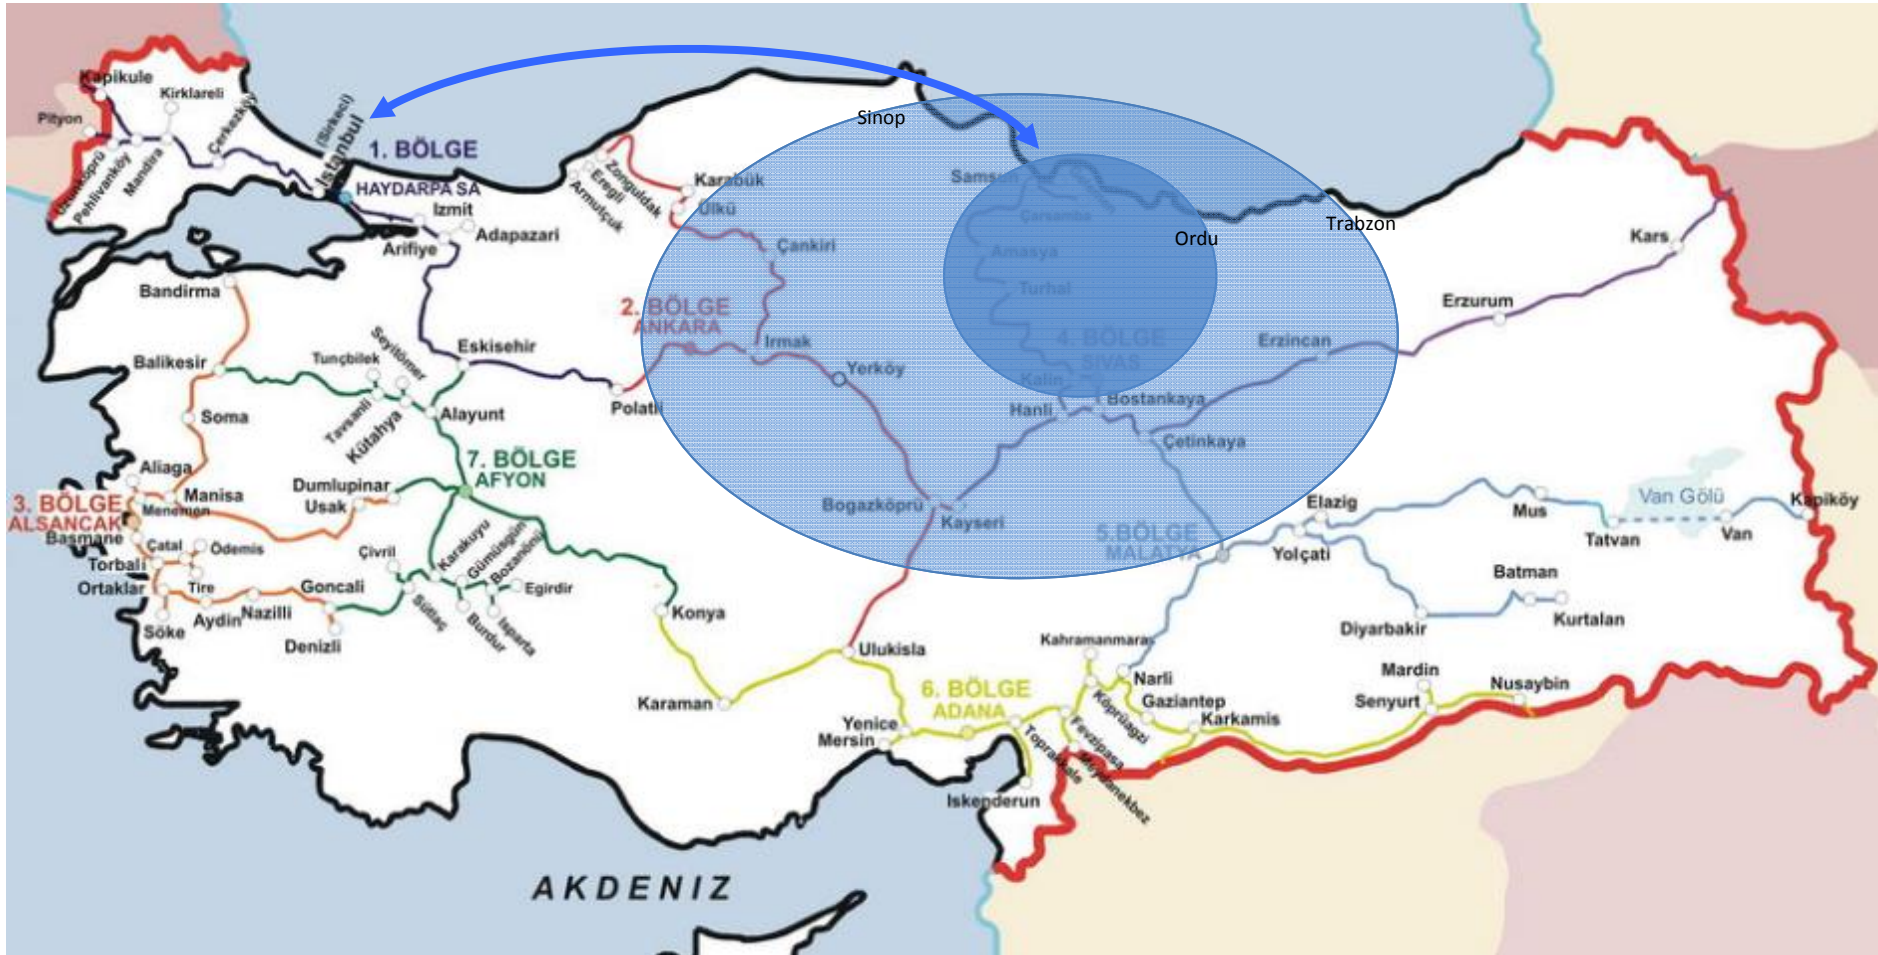 Kapikule
Kirklareli
Pityon
Çerkezköy
(Sirkeci)
Istanbul
Uzunköprü
Pehlivanköy
Mandira
1. BÖLGE
HAYDARPA SA
Izmit
Arifiye
Adapazari
Sinop
Samsun
Çarsamba
Ordu
Trabzon
Kars
Zonguldak
Eregli
Armutçuk
Karabük
Ülkü
Çankiri
Amasya
Turhal
Bandirma
2. BÖLGE
ANKARA
Irmak
Yerköy
4. BÖLGE
SIVAS
Kalin
Hanli
Bostankaya
Çetinkaya
Erzincan
Erzurum
Balikesir
Tunçbilek
Seyitömer
Eskisehir
Polatli
Soma
Tavsanli
Kütahya
Alayunt
Aliaga
Manisa
Menemen
3. BÖLGE
ALSANCAK
Basmane
Dumlupinar
Usak
7. BÖLGE
AFYON
Bogazköprü
Kayseri
5.BÖLGE
MALATYA
Elazig
Yolçati
Mus
Tatvan
Van Gölü
Van
Kapiköy
Çatal
Ödemis
Torbali
Ortaklar
Tire
Söke
Aydin
Nazilli
Goncali
Denizli
Çivril
Sütlaç
Karakuyu
Gümüsgün
Bozanönü
Egirdir
Burdur
Isparta
Konya
Karaman
Ulukisla
Batman
Kurtalan
Diyarbakir
Kahramanmaras
Narli
Köprüagzi
Gaziantep
Karkamis
Mardin
Senyurt
Nusaybin
6. BÖLGE
ADANA
Yenice
Mersin
Toprakkale
Fevzipasa
Meydanekbez
Iskenderun
AKDENIZ